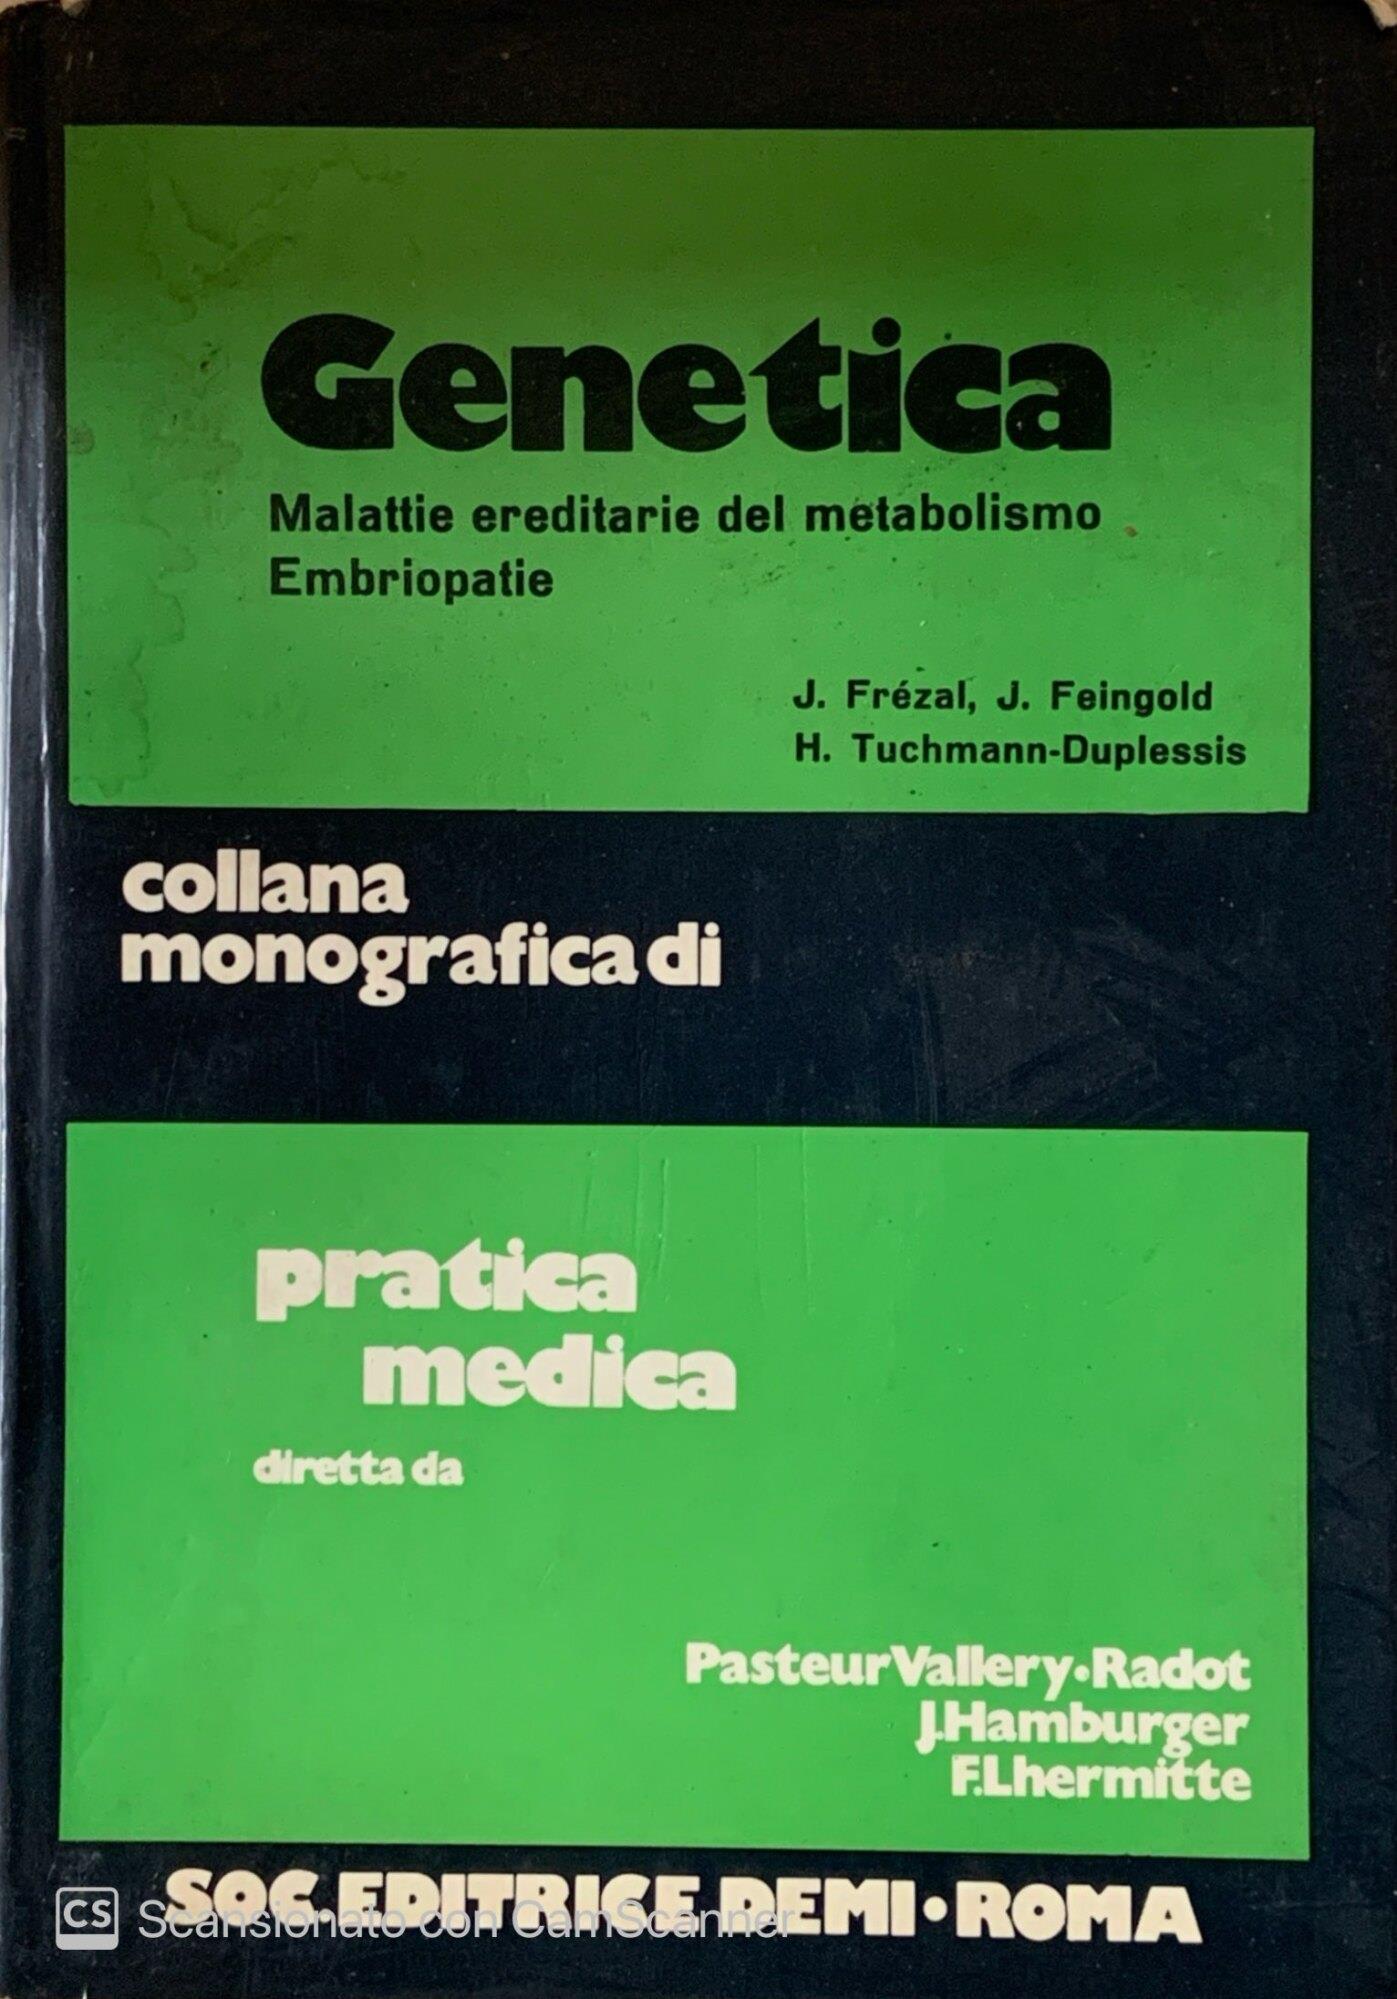 Genetica
Malattie ereditarie del metabolismo
Embriopatie
J. Frézal, J. Feingold
H. Tuchmann-Duplessis
collana
monografica di
pratica
medica
diretta da
Pasteur Vallery•Radot
J.Hamburger
F.Lhermitte
SOC. EDITRICE DEMI•ROMA
CS Scansionato con CamScanner